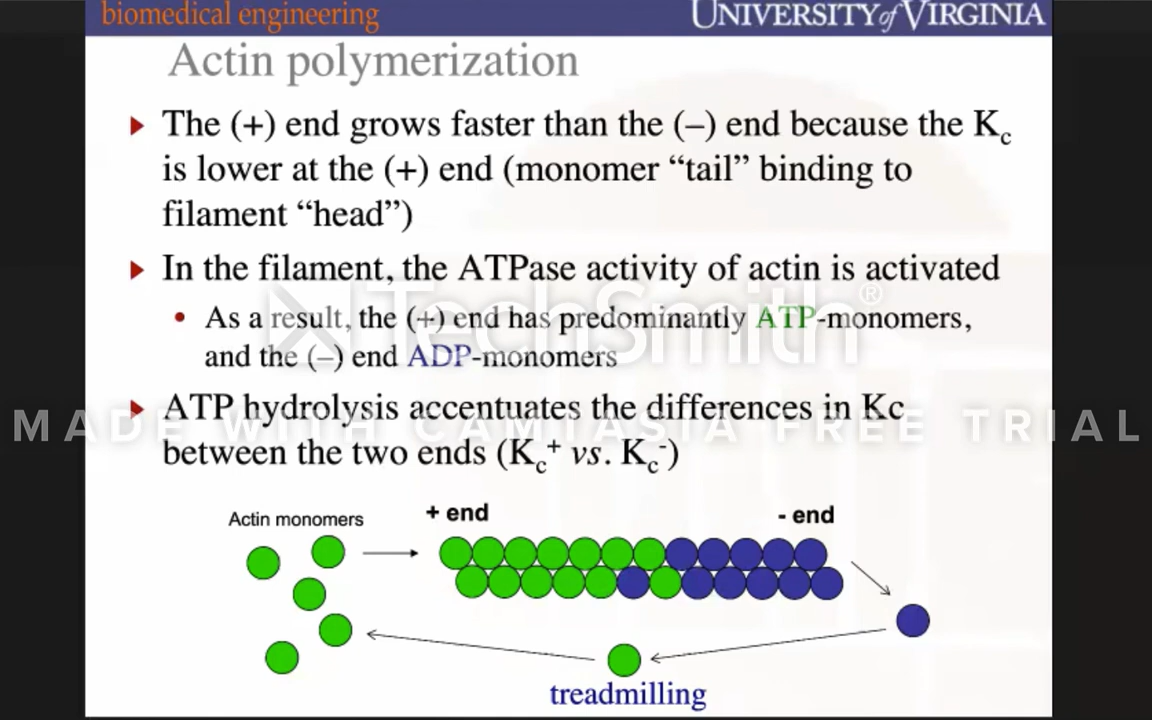 biomedical engineering
UNIVERSITY of VIRGINIA
Actin polymerization
The (+) end grows faster than the (–) end because the Kc
is lower at the (+) end (monomer “tail” binding to
filament “head”)
In the filament, the ATPase activity of actin is activated
As a result, the (+) end has predominantly ATP-monomers,
and the (–) end ADP-monomers
ATP hydrolysis accentuates the differences in Kc
between the two ends (Kc+ vs. Kc-)
TechSmith®
MADE WITH CAMTASIA FREE TRIAL
Actin monomers
+ end
- end
treadmilling